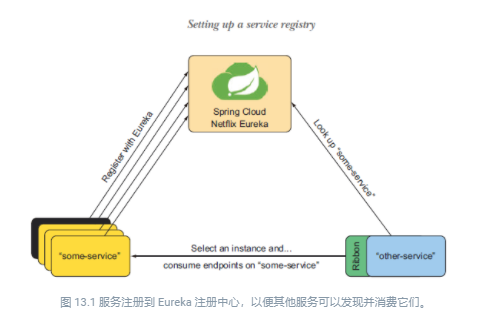 Setting up a service registry
Spring Cloud
Netflix Eureka
Register with Eureka
Look up "some-service"
"some-service"
Select an instance and...
consume endpoints on "some-service"
Ribbon
"other-service"
图 13.1 服务注册到 Eureka 注册中心，以便其他服务可以发现并消费它们。